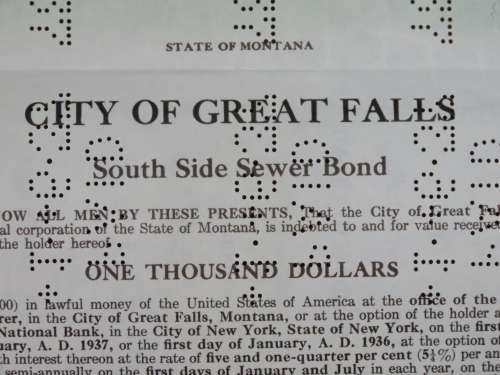 STATE OF MONTANA
CITY OF GREAT FALLS
South Side Sewer Bond
OW ALL MEN BY THESE PRESENTS, That the City of Great Fal
al corporation of the State of Montana, is indebted to and for value received
the holder hereof
ONE THOUSAND DOLLARS
00) in lawful money of the United States of America at the office of the
rer, in the City of Great Falls, Montana, or at the option of the holder a
National Bank, in the City of New York, State of New York, on the first
uary, A. D. 1937, or the first day of January, A. D. 1936, at the option of
th interest thereon at the rate of five and one-quarter per cent (5¼%) per an
semi-annually on the first days of January and July in each year, on the